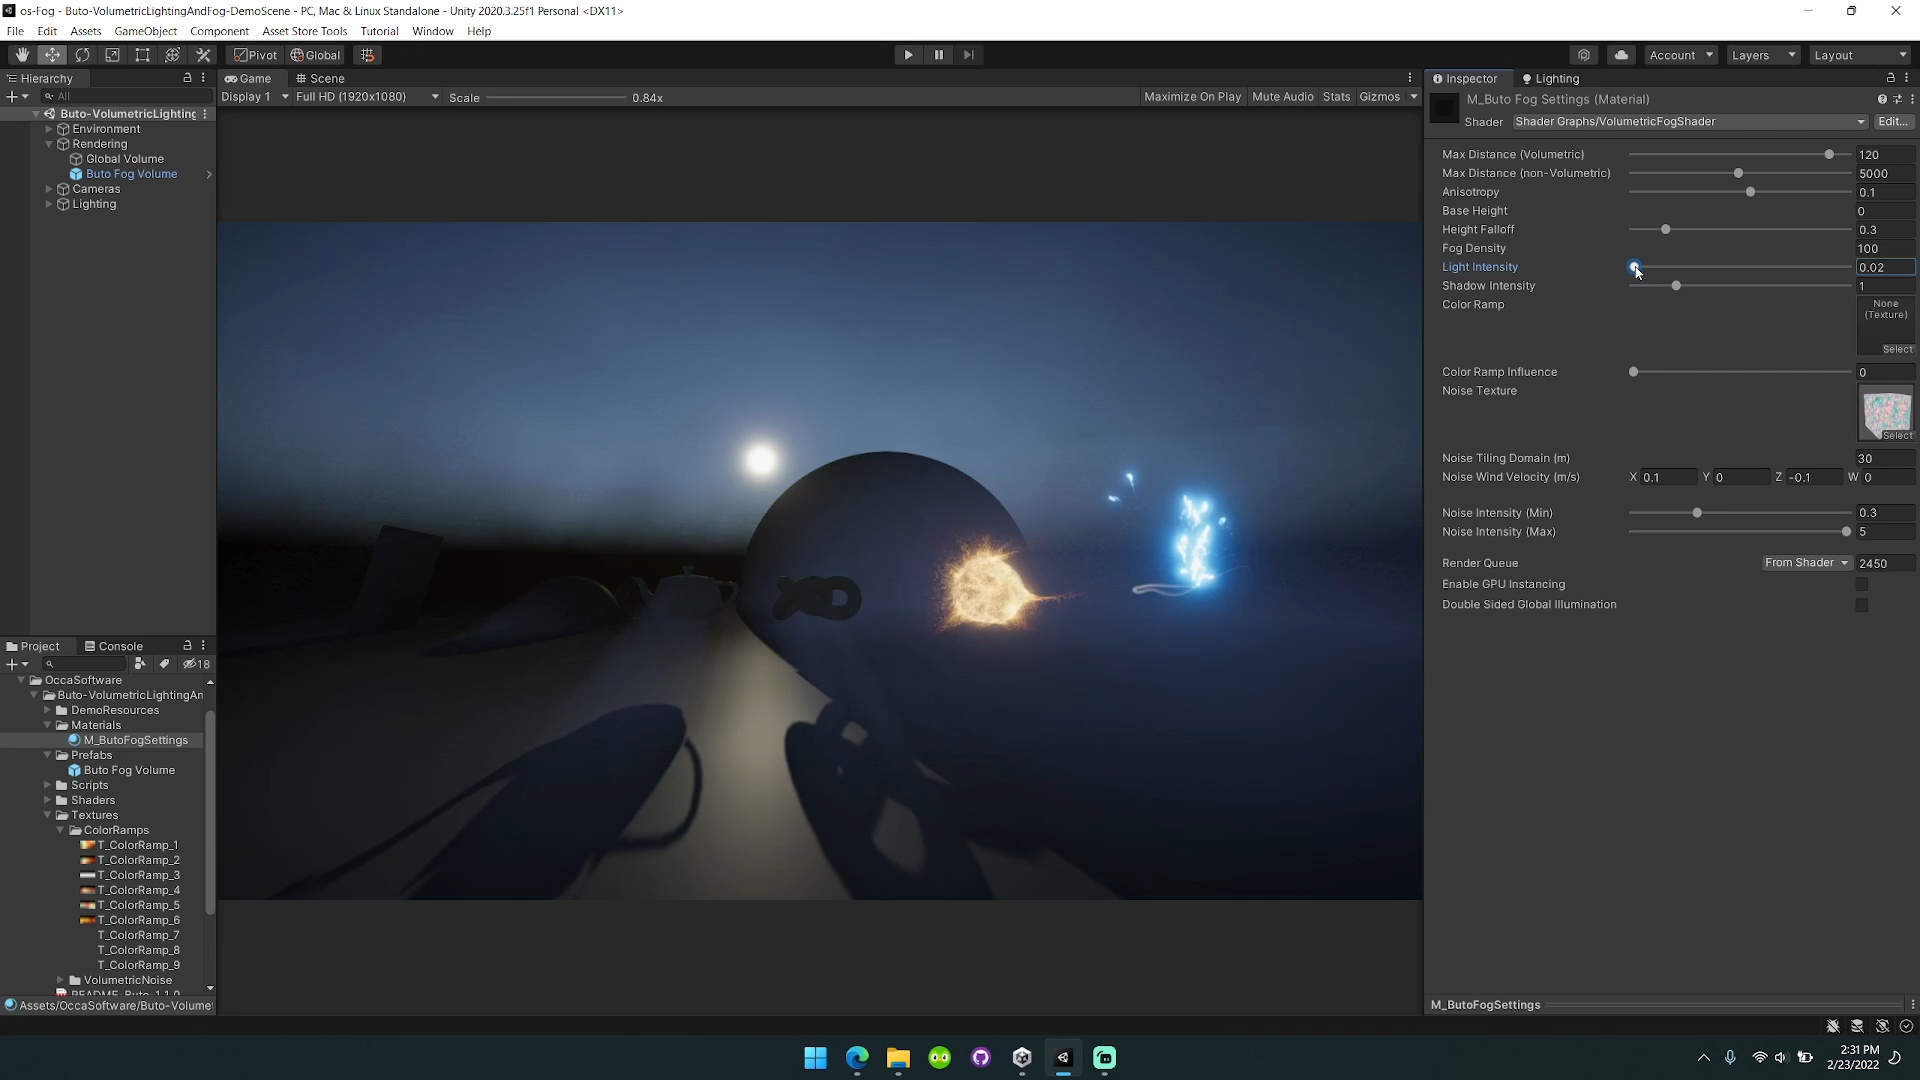 os-Fog - Buto-VolumetricLightingAndFog-DemoScene - PC, Mac & Linux Standalone - Unity 2020.3.25f1 Personal <DX11>
File Edit Assets GameObject Component Asset Store Tools Tutorial Window Help
Pivot Global Account Layers Layout
Hierarchy Game Scene Inspector Lighting
All Display 1 Full HD (1920x1080) Scale 0.84x Maximize On Play Mute Audio Stats Gizmos
Buto-VolumetricLighting
Environment
Rendering
Global Volume
Buto Fog Volume
Cameras
Lighting
M_Buto Fog Settings (Material)
Shader Shader Graphs/VolumetricFogShader Edit...
Max Distance (Volumetric) 120
Max Distance (non-Volumetric) 5000
Anisotropy 0.1
Base Height 0
Height Falloff 0.3
Fog Density 100
Light Intensity 0.02
Shadow Intensity 1
Color Ramp None
(Texture)
Select
Color Ramp Influence 0
Noise Texture
Select
Noise Tiling Domain (m) 30
Noise Wind Velocity (m/s) X 0.1 Y 0 Z -0.1 W 0
Noise Intensity (Min) 0.3
Noise Intensity (Max) 5
Render Queue From Shader 2450
Enable GPU Instancing
Double Sided Global Illumination
Project Console
18
OccaSoftware
Buto-VolumetricLightingAn
DemoResources
Materials
M_ButoFogSettings
Prefabs
Buto Fog Volume
Scripts
Shaders
Textures
ColorRamps
T_ColorRamp_1
T_ColorRamp_2
T_ColorRamp_3
T_ColorRamp_4
T_ColorRamp_5
T_ColorRamp_6
T_ColorRamp_7
T_ColorRamp_8
T_ColorRamp_9
VolumetricNoise
README-Buto-1.1.0
Assets/OccaSoftware/Buto-Volume
M_ButoFogSettings
2:31 PM
2/23/2022